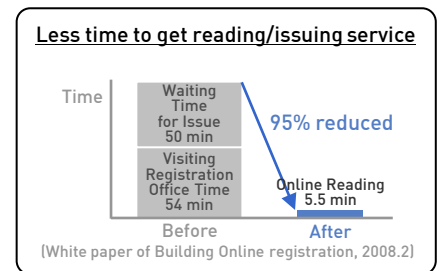 Less time to get reading/issuing service
Time
Waiting
Time
for Issue
50 min
Visiting
Registration
Office Time
54 min
95% reduced
Online Reading
5.5 min
Before
After
(White paper of Building Online registration, 2008.2)